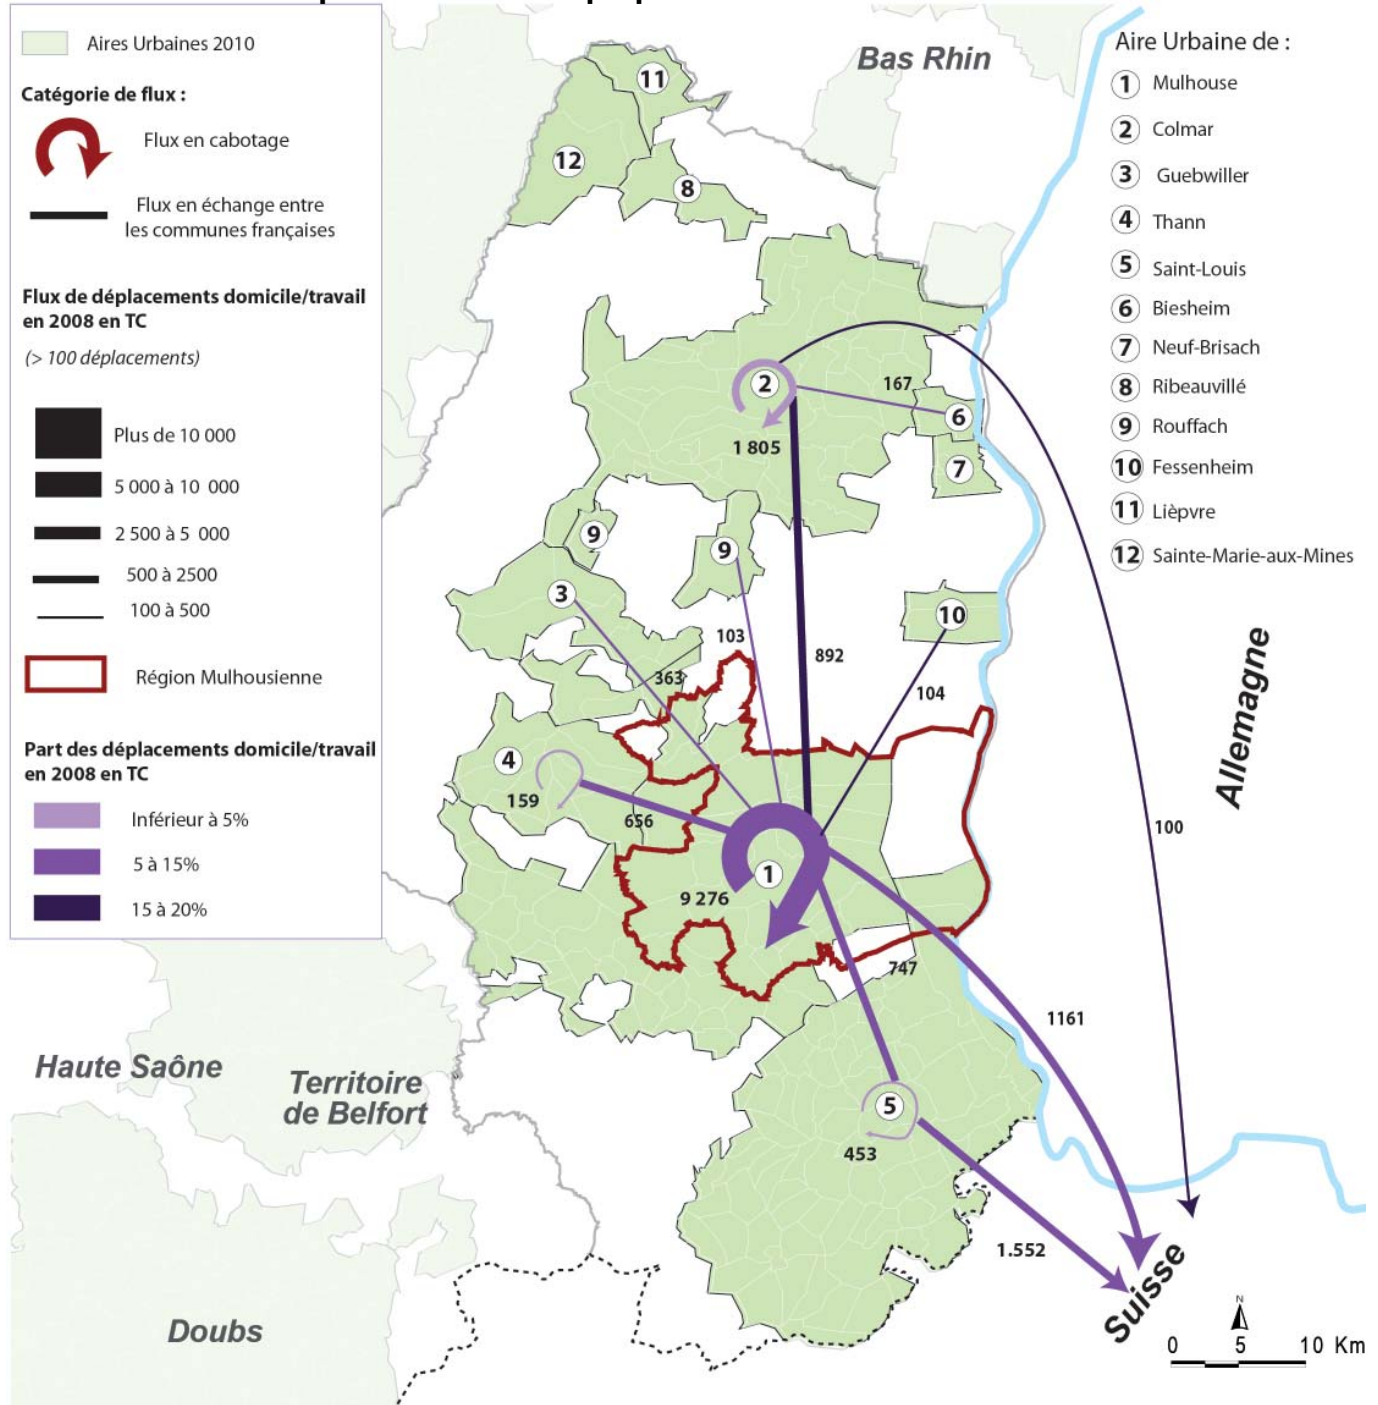 Aires Urbaines 2010
Catégorie de flux :
Flux en cabotage
Flux en échange entre
les communes françaises
Flux de déplacements domicile/travail
en 2008 en TC
(> 100 déplacements)
Plus de 10 000
5 000 à 10 000
2 500 à 5 000
500 à 2500
100 à 500
Région Mulhousienne
Part des déplacements domicile/travail
en 2008 en TC
Inférieur à 5%
5 à 15%
15 à 20%
Bas Rhin
Aire Urbaine de :
1 Mulhouse
2 Colmar
3 Guebwiller
4 Thann
5 Saint-Louis
6 Biesheim
7 Neuf-Brisach
8 Ribeauvillé
9 Rouffach
10 Fessenheim
11 Lièpvre
12 Sainte-Marie-aux-Mines
11
12
8
2
167
6
1 805
7
9
9
3
10
103
892
363
104
4
159
656
100
1
9 276
747
1161
5
453
1.552
Allemagne
Suisse
Haute Saône
Territoire
de Belfort
Doubs
N
0 5 10 Km